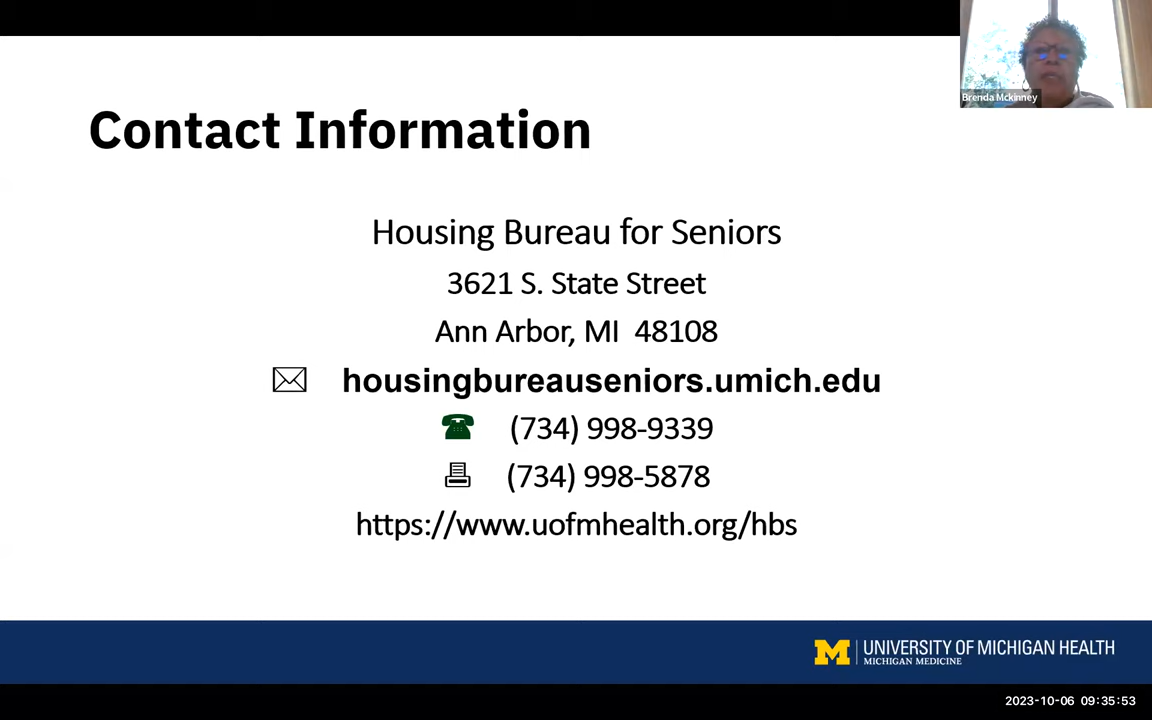 Brenda Mckinney
Contact Information
Housing Bureau for Seniors
3621 S. State Street
Ann Arbor, MI  48108
housingbureauseniors.umich.edu
(734) 998-9339
(734) 998-5878
https://www.uofmhealth.org/hbs
M
UNIVERSITY OF MICHIGAN HEALTH
MICHIGAN MEDICINE
2023-10-06 09:35:53